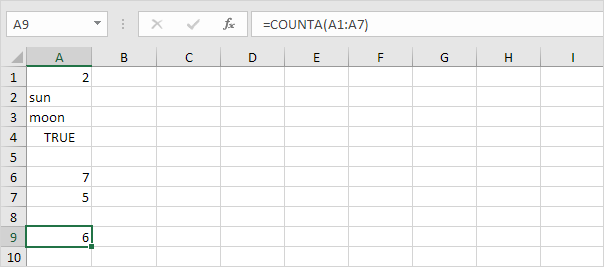 A9 fx =COUNTA(A1:A7)
A B C D E F G H I
1 2
2 sun
3 moon
4 TRUE
5
6 7
7 5
8
9 6
10